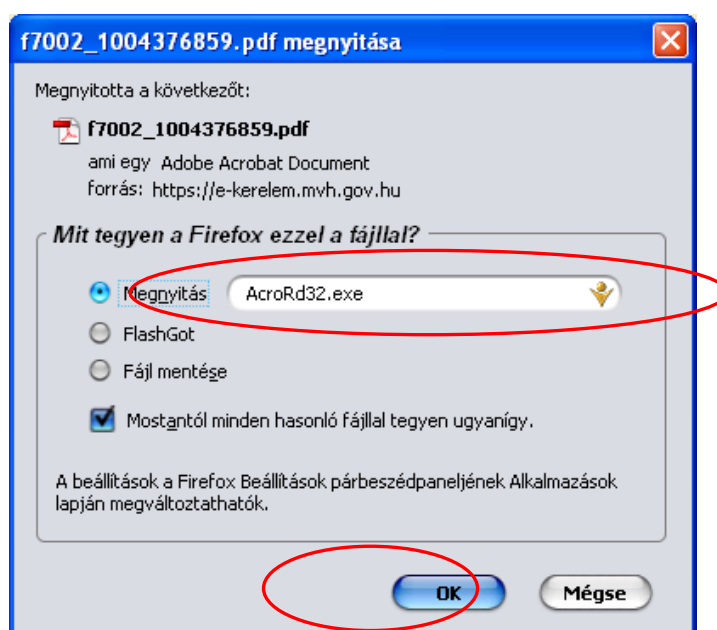 f7002_1004376859.pdf megnyitása
Megnyitotta a következőt:
f7002_1004376859.pdf
ami egy Adobe Acrobat Document
forrás: https://e-kerelem.mvh.gov.hu
Mit tegyen a Firefox ezzel a fájllal?
Megnyitás AcroRd32.exe
FlashGot
Fájl mentése
Mostantól minden hasonló fájllal tegyen ugyanígy.
A beállítások a Firefox Beállítások párbeszédpaneljének Alkalmazások
lapján megváltoztathatók.
OK Mégse